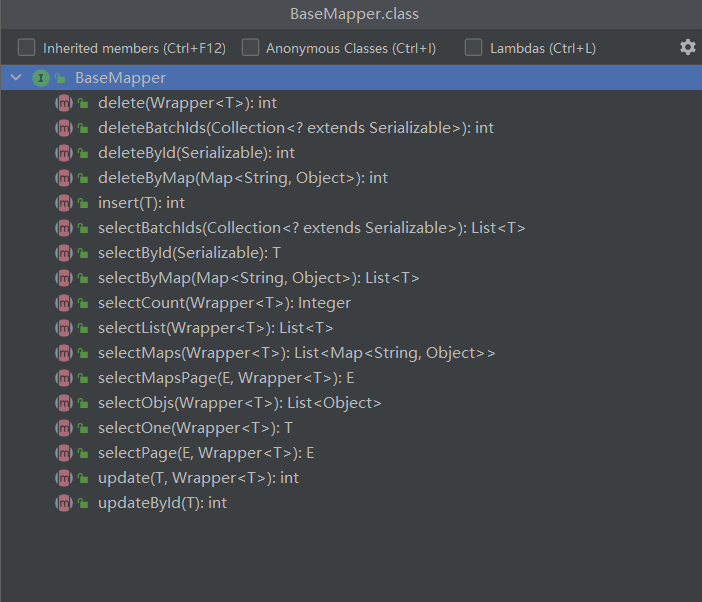 BaseMapper.class
Inherited members (Ctrl+F12) Anonymous Classes (Ctrl+I) Lambdas (Ctrl+L)
I BaseMapper
m delete(Wrapper<T>): int
m deleteBatchIds(Collection<? extends Serializable>): int
m deleteById(Serializable): int
m deleteByMap(Map<String, Object>): int
m insert(T): int
m selectBatchIds(Collection<? extends Serializable>): List<T>
m selectById(Serializable): T
m selectByMap(Map<String, Object>): List<T>
m selectCount(Wrapper<T>): Integer
m selectList(Wrapper<T>): List<T>
m selectMaps(Wrapper<T>): List<Map<String, Object>>
m selectMapsPage(E, Wrapper<T>): E
m selectObjs(Wrapper<T>): List<Object>
m selectOne(Wrapper<T>): T
m selectPage(E, Wrapper<T>): E
m update(T, Wrapper<T>): int
m updateById(T): int